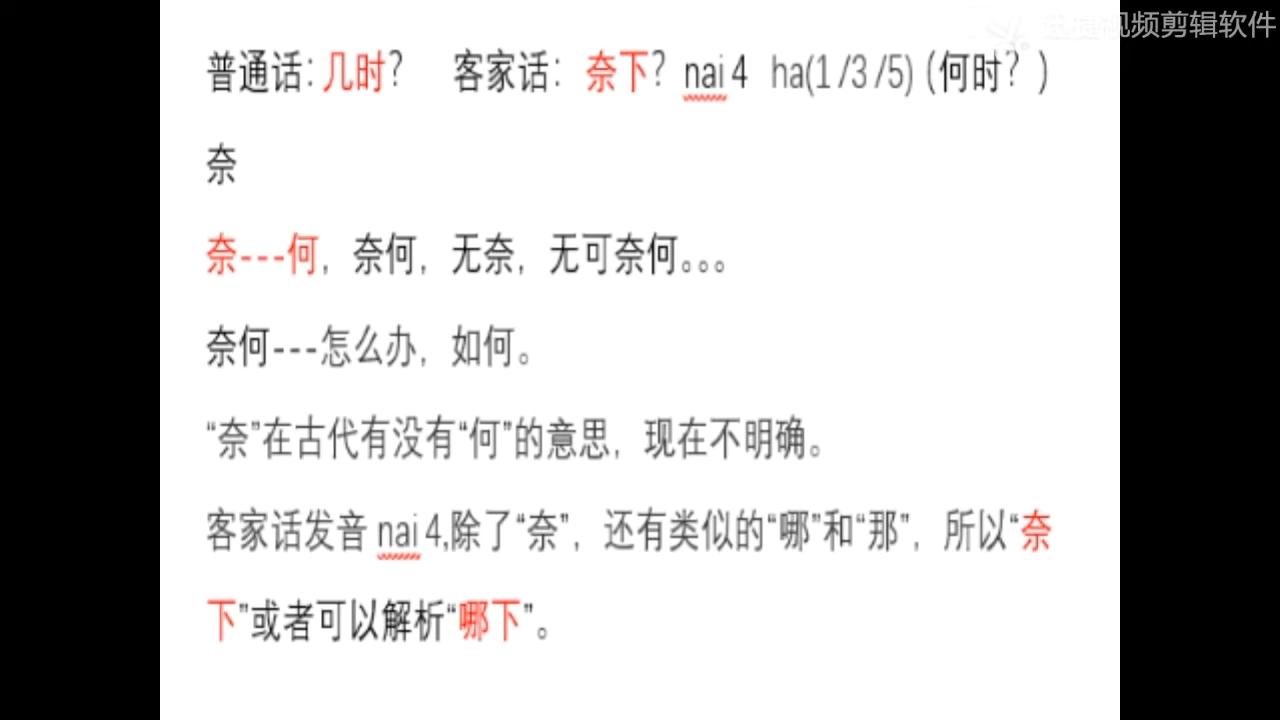 视频剪辑软件
普通话：几时？ 客家话：奈下？nai 4 ha(1 /3 /5)（何时？）
奈
奈---何，奈何，无奈，无可奈何。。。
奈何---怎么办，如何。
“奈”在古代有没有“何”的意思，现在不明确。
客家话发音 nai 4,除了“奈”，还有类似的“哪”和“那”，所以“奈
下”或者可以解析“哪下”。